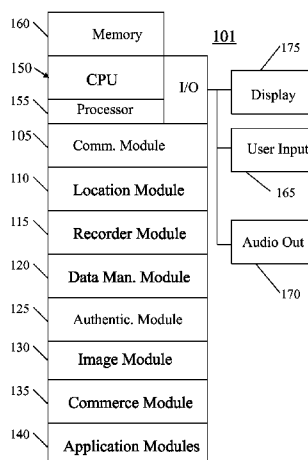 160
Memory
101
150
CPU
I/O
175
Display
155
Processor
105
Comm. Module
User Input
165
110
Location Module
115
Recorder Module
Audio Out
170
120
Data Man. Module
125
Authentic. Module
130
Image Module
135
Commerce Module
140
Application Modules